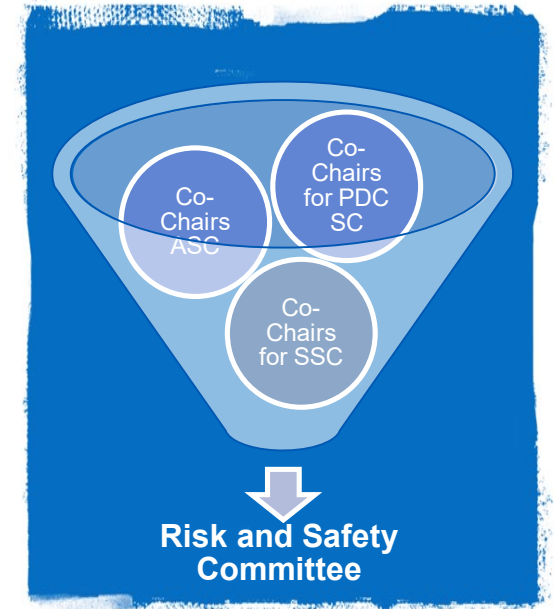 Co-
Chairs
for PDC
SC
Co-
Chairs
ASC
Co-
Chairs
for SSC
Risk and Safety
Committee